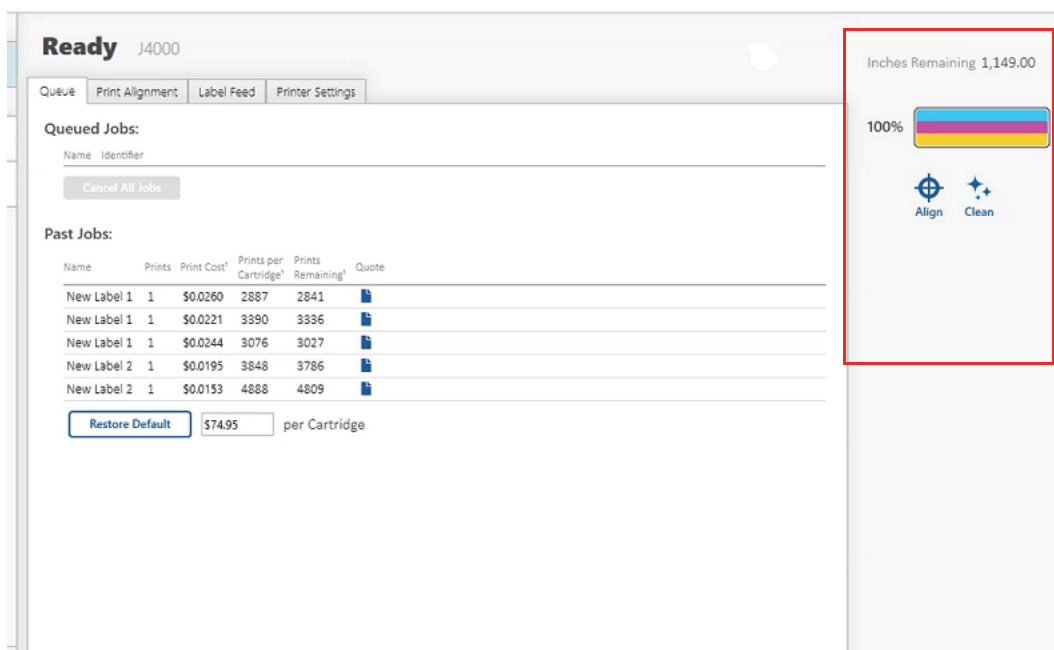 Ready J4000
Inches Remaining 1,149.00
Queue Print Alignment Label Feed Printer Settings
100%
Queued Jobs:
Name Identifier
Cancel All Jobs
Align Clean
Past Jobs:
Name Prints Print Cost¹ Prints per Cartridge¹ Prints Remaining¹ Quote
New Label 1 1 $0.0260 2887 2841
New Label 1 1 $0.0221 3390 3336
New Label 1 1 $0.0244 3076 3027
New Label 2 1 $0.0195 3848 3786
New Label 2 1 $0.0153 4888 4809
Restore Default $74.95 per Cartridge